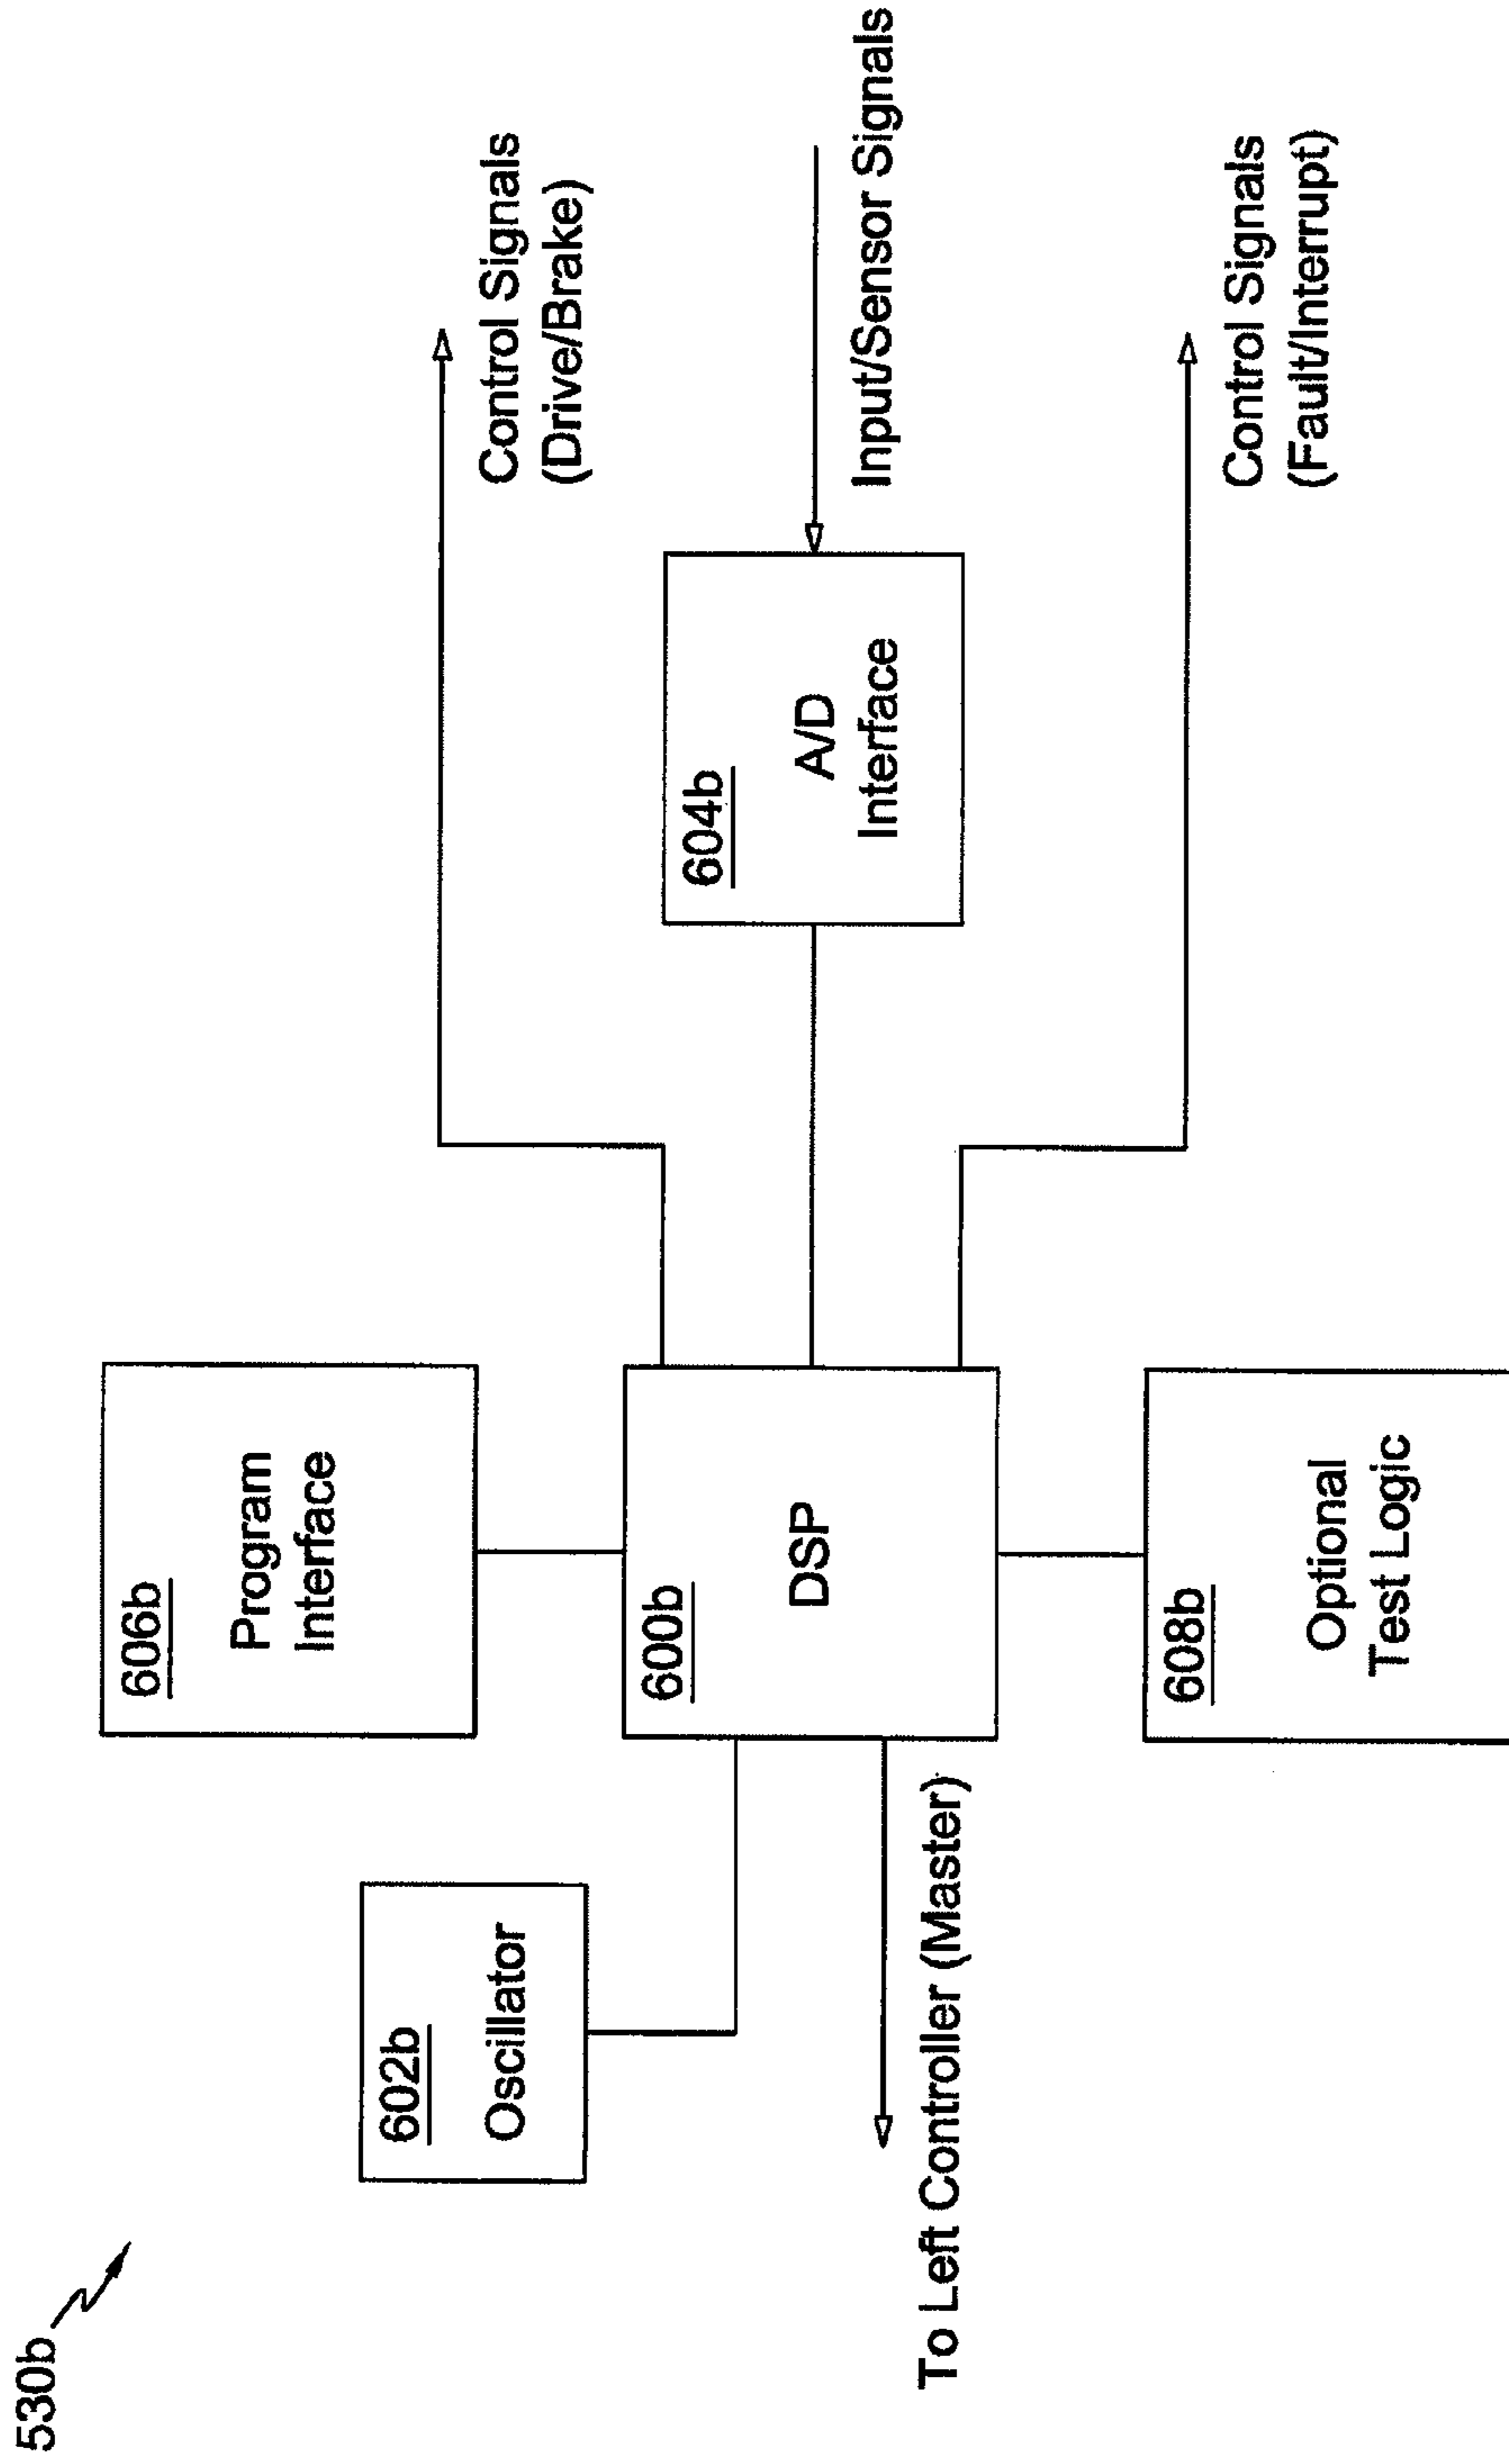 530b
606b
Program
Interface
602b
Oscillator
600b
DSP
To Left Controller (Master)
608b
Optional
Test Logic
Control Signals
(Drive/Brake)
604b
A/D
Interface
Input/Sensor Signals
Control Signals
(Fault/Interrupt)